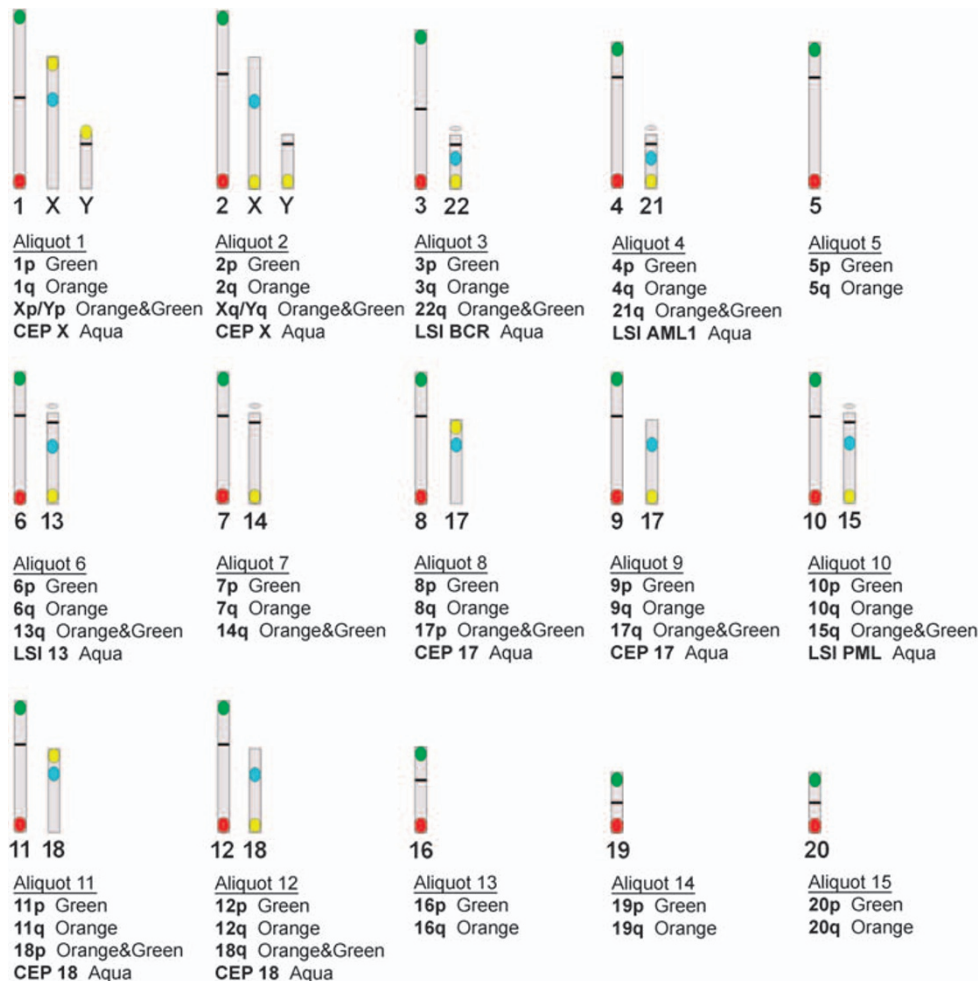 1 X Y
Aliquot 1
1p Green
1q Orange
Xp/Yp Orange&Green
CEP X Aqua
2 X Y
Aliquot 2
2p Green
2q Orange
Xq/Yq Orange&Green
CEP X Aqua
3 22
Aliquot 3
3p Green
3q Orange
22q Orange&Green
LSI BCR Aqua
4 21
Aliquot 4
4p Green
4q Orange
21q Orange&Green
LSI AML1 Aqua
5
Aliquot 5
5p Green
5q Orange
6 13
Aliquot 6
6p Green
6q Orange
13q Orange&Green
LSI 13 Aqua
7 14
Aliquot 7
7p Green
7q Orange
14q Orange&Green
8 17
Aliquot 8
8p Green
8q Orange
17p Orange&Green
CEP 17 Aqua
9 17
Aliquot 9
9p Green
9q Orange
17q Orange&Green
CEP 17 Aqua
10 15
Aliquot 10
10p Green
10q Orange
15q Orange&Green
LSI PML Aqua
11 18
Aliquot 11
11p Green
11q Orange
18p Orange&Green
CEP 18 Aqua
12 18
Aliquot 12
12p Green
12q Orange
18q Orange&Green
CEP 18 Aqua
16
Aliquot 13
16p Green
16q Orange
19
Aliquot 14
19p Green
19q Orange
20
Aliquot 15
20p Green
20q Orange